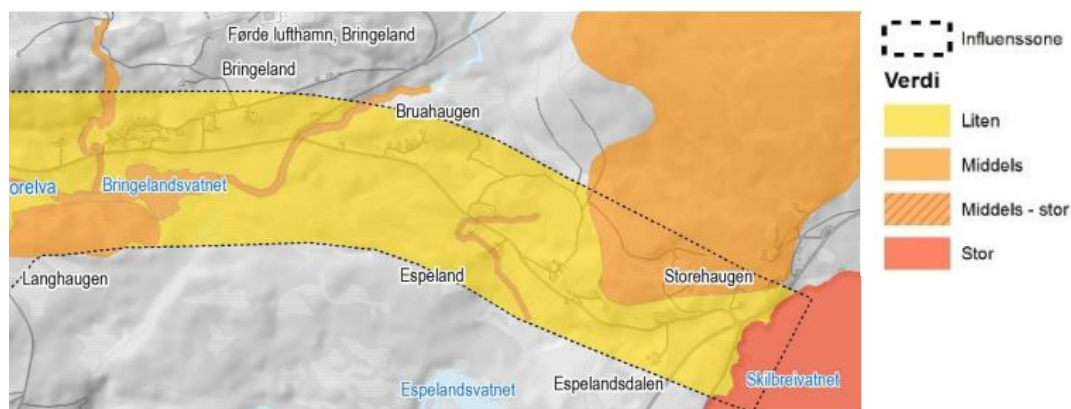 Førde lufthamn, Bringeland
Bringeland
Bruahaugen
orelva
Bringelandsvatnet
Langhaugen
Espeland
Storehaugen
Espelandsvatnet
Espelandsdalen
Skilbreivatnet
Influenssone
Verdi
Liten
Middels
Middels - stor
Stor